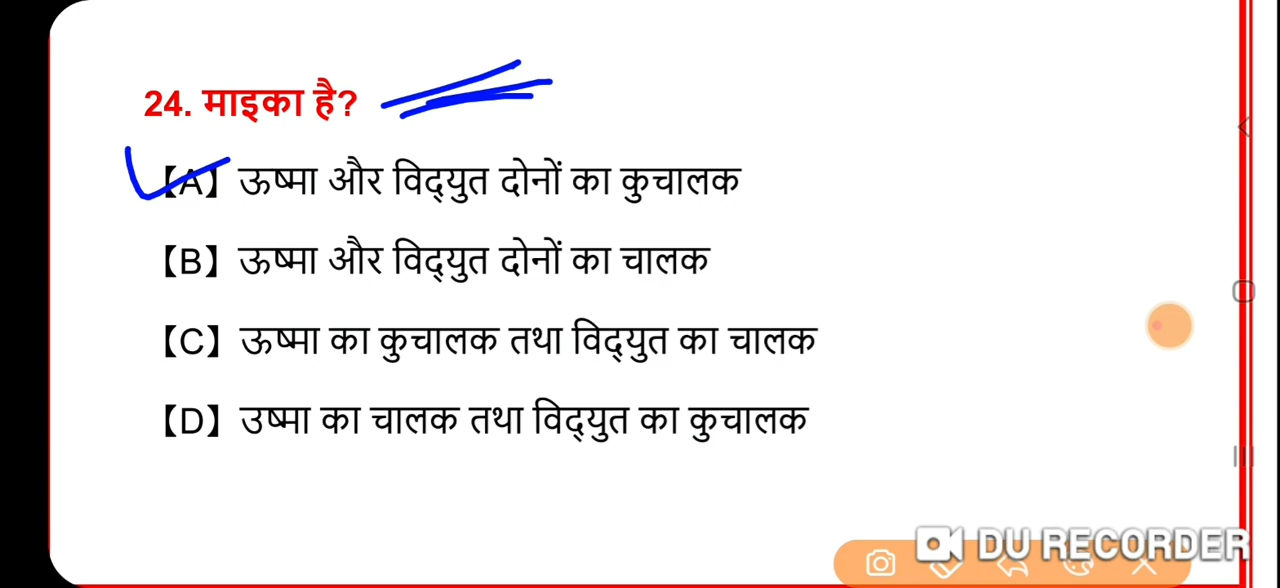 24. माइका है?
【A】 ऊष्मा और विद्युत दोनों का कुचालक
【B】 ऊष्मा और विद्युत दोनों का चालक
【C】 ऊष्मा का कुचालक तथा विद्युत का चालक
【D】 उष्मा का चालक तथा विद्युत का कुचालक
DU RECORDER